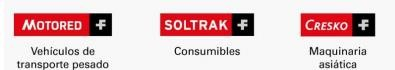 MOTORED
SOLTRAK
CRESKO
Vehículos de
transporte pesado
Consumibles
Maquinaria
asiática